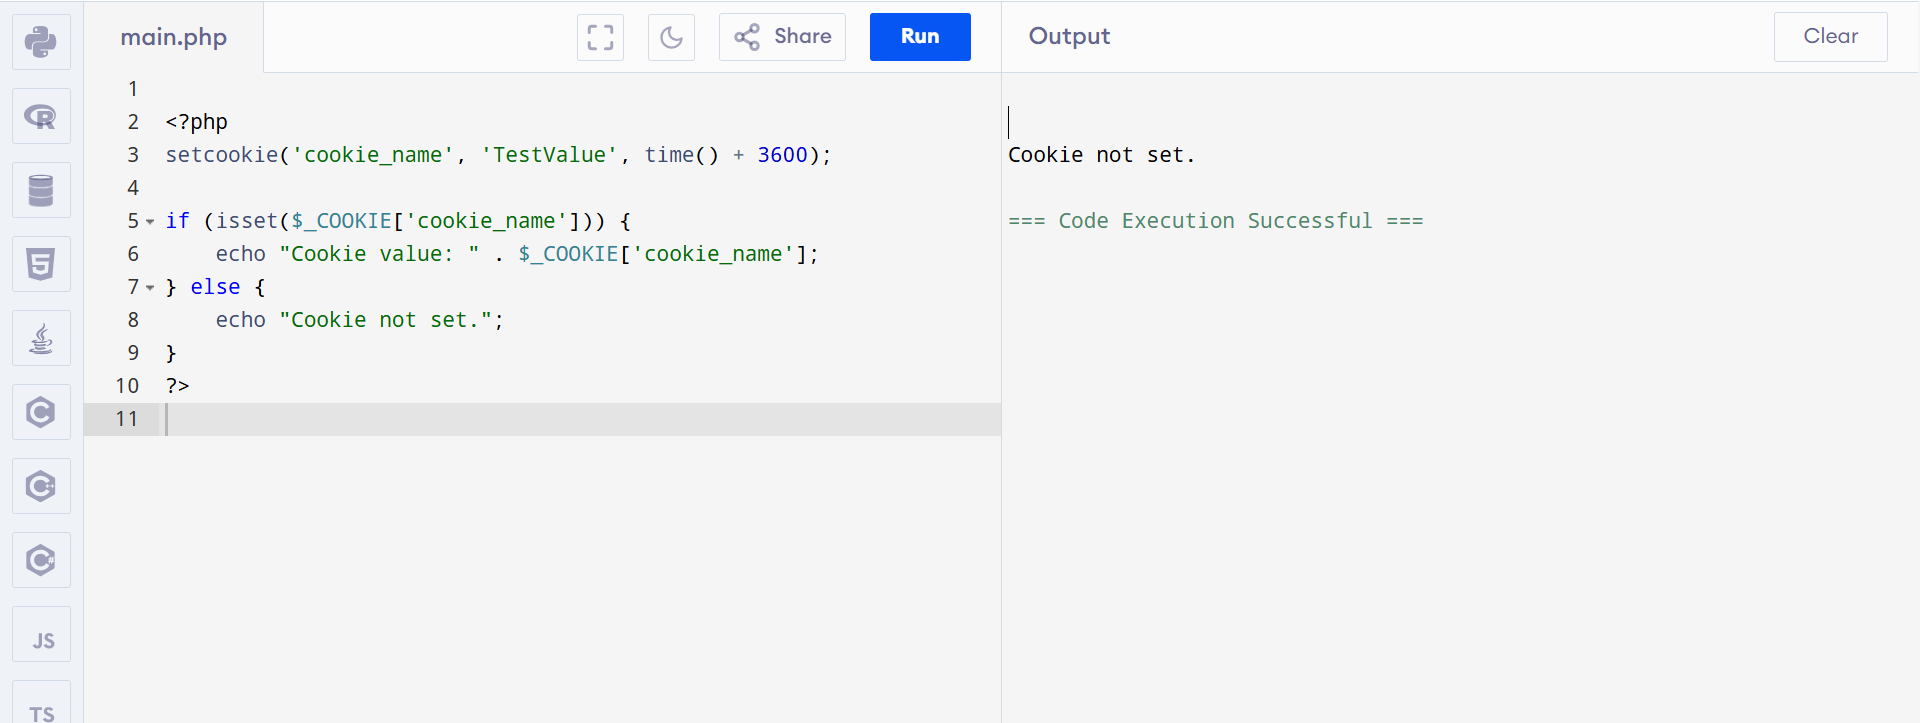 main.php
Share
Run
Output
Clear
1
2 <?php
3 setcookie('cookie_name', 'TestValue', time() + 3600);
4
5 if (isset($_COOKIE['cookie_name'])) {
6     echo "Cookie value: " . $_COOKIE['cookie_name'];
7 } else {
8     echo "Cookie not set.";
9 }
10 ?>
11
Cookie not set.
=== Code Execution Successful ===
R
5
C
C++
C#
JS
TS